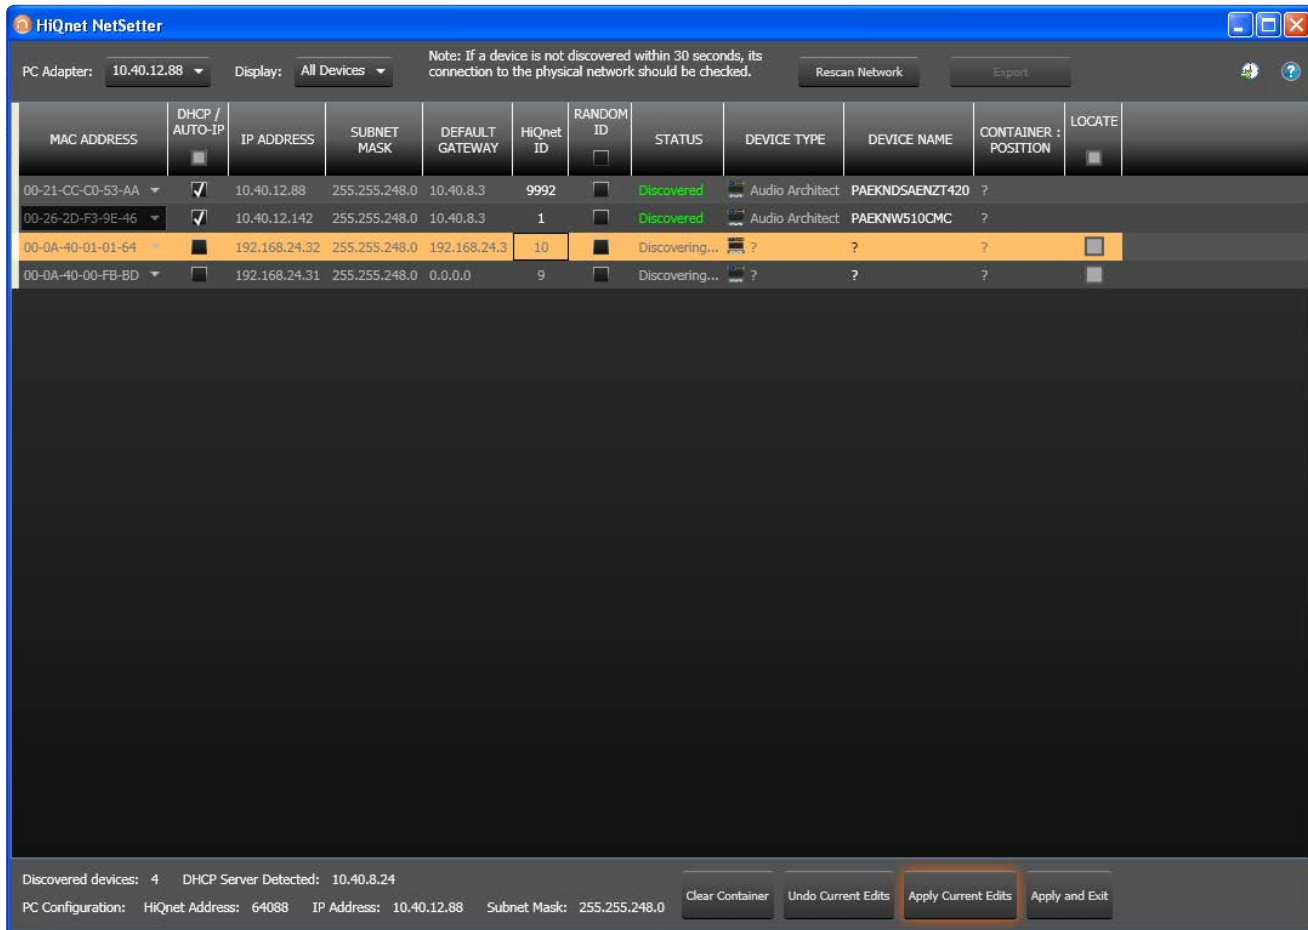 HiQnet NetSetter
Note: If a device is not discovered within 30 seconds, its
PC Adapter: 10.40.12.88 Display: All Devices connection to the physical network should be checked. Rescan Network Export
MAC ADDRESS DHCP / AUTO-IP IP ADDRESS SUBNET MASK DEFAULT GATEWAY HiQnet ID RANDOM ID STATUS DEVICE TYPE DEVICE NAME CONTAINER : POSITION LOCATE
00-21-CC-C0-53-AA 10.40.12.88 255.255.248.0 10.40.8.3 9992 Discovered Audio Architect PAEKNDSAENZT420 ?
00-26-2D-F3-9E-46 10.40.12.142 255.255.248.0 10.40.8.3 1 Discovered Audio Architect PAEKNW510CMC ?
00-0A-40-01-01-64 192.168.24.32 255.255.248.0 192.168.24.3 10 Discovering... ? ? ?
00-0A-40-00-FB-BD 192.168.24.31 255.255.248.0 0.0.0.0 9 Discovering... ? ? ?
Discovered devices: 4 DHCP Server Detected: 10.40.8.24
Clear Container Undo Current Edits Apply Current Edits Apply and Exit
PC Configuration: HiQnet Address: 64088 IP Address: 10.40.12.88 Subnet Mask: 255.255.248.0